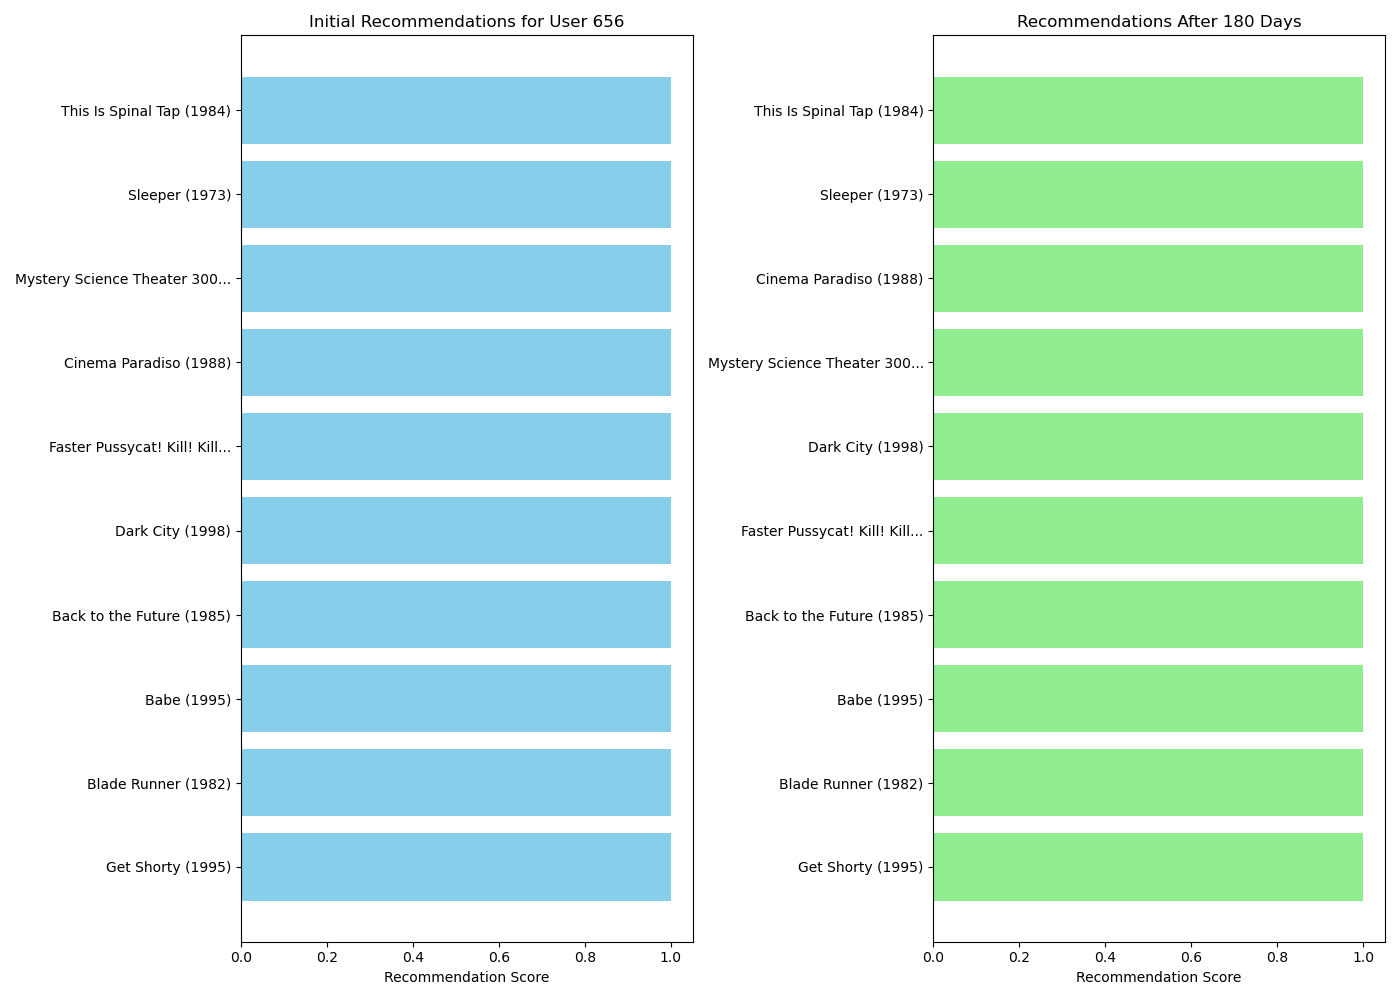 Initial Recommendations for User 656
This Is Spinal Tap (1984)
Sleeper (1973)
Mystery Science Theater 300...
Cinema Paradiso (1988)
Faster Pussycat! Kill! Kill...
Dark City (1998)
Back to the Future (1985)
Babe (1995)
Blade Runner (1982)
Get Shorty (1995)
0.0 0.2 0.4 0.6 0.8 1.0
Recommendation Score
Recommendations After 180 Days
This Is Spinal Tap (1984)
Sleeper (1973)
Cinema Paradiso (1988)
Mystery Science Theater 300...
Dark City (1998)
Faster Pussycat! Kill! Kill...
Back to the Future (1985)
Babe (1995)
Blade Runner (1982)
Get Shorty (1995)
0.0 0.2 0.4 0.6 0.8 1.0
Recommendation Score